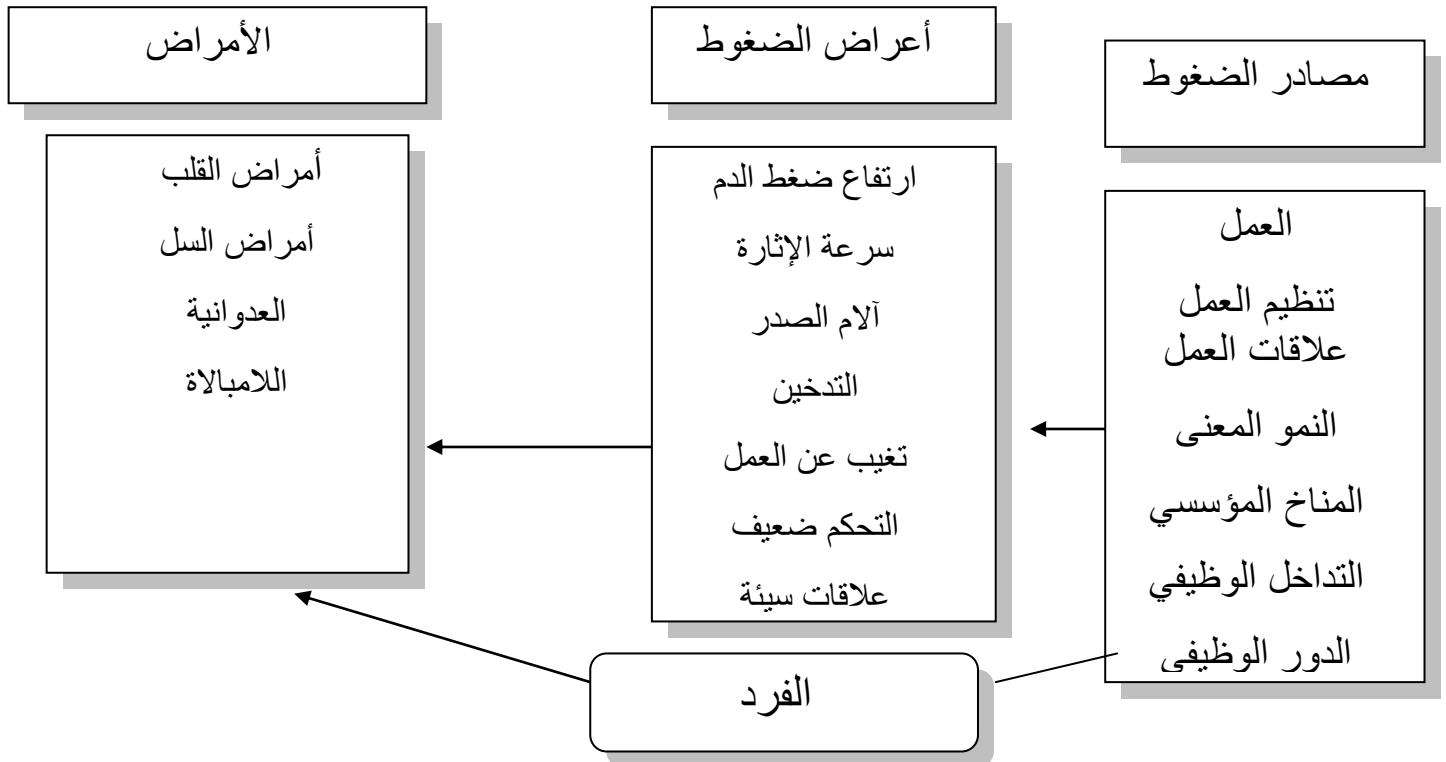 مصادر الضغوط
العمل
تنظيم العمل
علاقات العمل
النمو المعنى
المناخ المؤسسي
التداخل الوظيفي
الدور الوظيفي
أعراض الضغوط
ارتفاع ضغط الدم
سرعة الإثارة
آلام الصدر
التدخين
تغيب عن العمل
التحكم ضعيف
علاقات سيئة
الأمراض
أمراض القلب
أمراض السل
العدوانية
اللامبالاة
الفرد